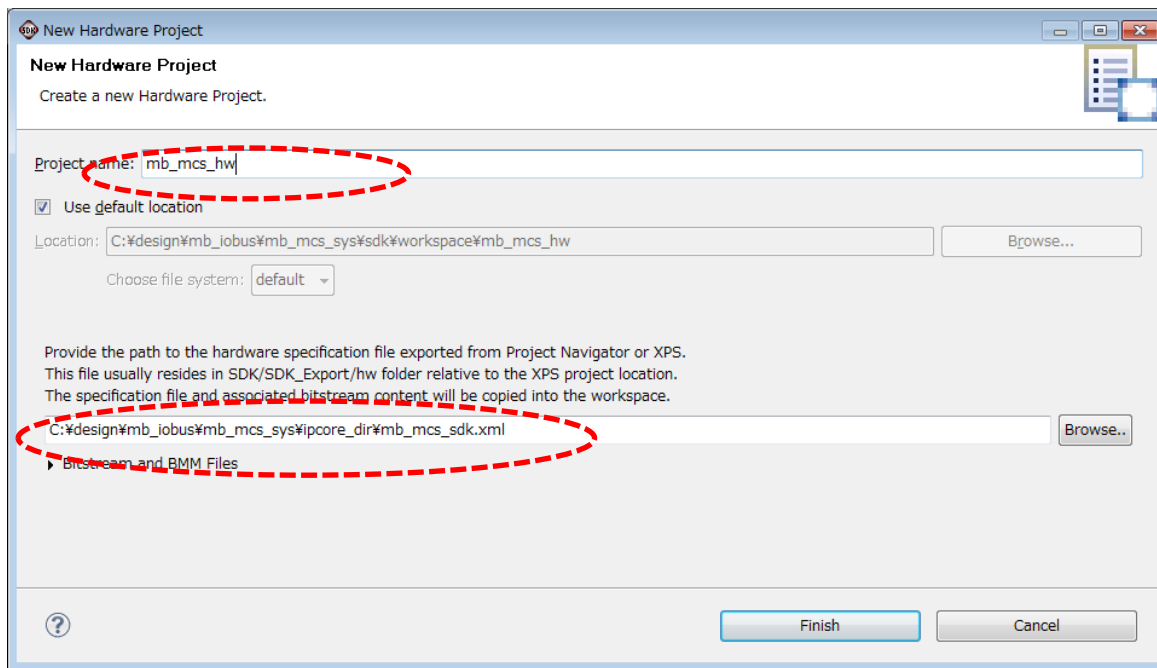 SDK New Hardware Project
New Hardware Project
Create a new Hardware Project.
Project name: mb_mcs_hw
Use default location
Location: C:¥design¥mb_iobus¥mb_mcs_sys¥sdk¥workspace¥mb_mcs_hw Browse...
Choose file system: default
Provide the path to the hardware specification file exported from Project Navigator or XPS.
This file usually resides in SDK/SDK_Export/hw folder relative to the XPS project location.
The specification file and associated bitstream content will be copied into the workspace.
C:¥design¥mb_iobus¥mb_mcs_sys¥ipcore_dir¥mb_mcs_sdk.xml Browse..
Bitstream and BMM Files
? Finish Cancel